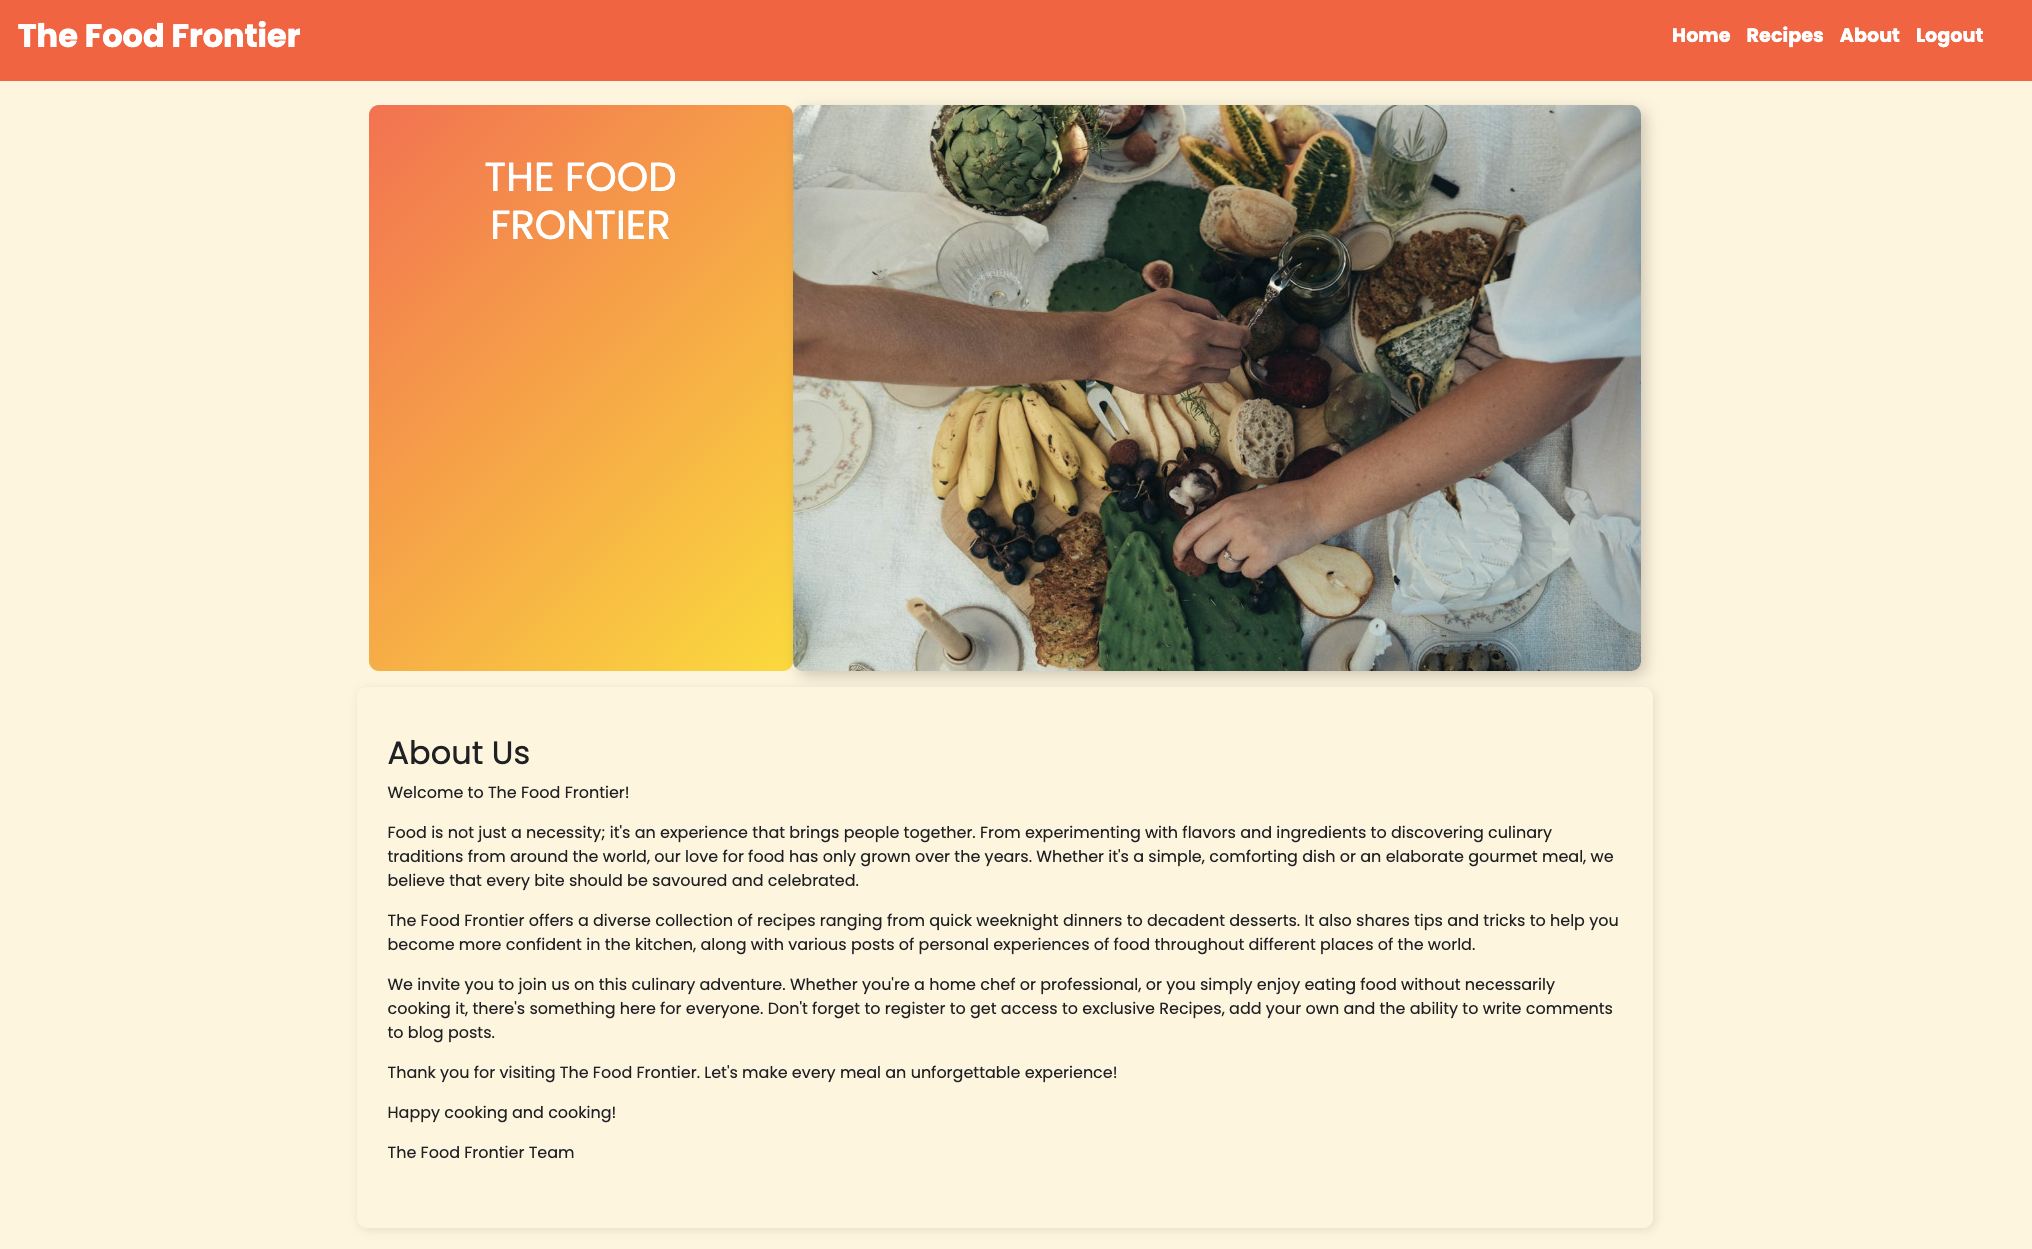 The Food Frontier
Home Recipes About Logout
THE FOOD
FRONTIER
About Us
Welcome to The Food Frontier!
Food is not just a necessity; it's an experience that brings people together. From experimenting with flavors and ingredients to discovering culinary
traditions from around the world, our love for food has only grown over the years. Whether it's a simple, comforting dish or an elaborate gourmet meal, we
believe that every bite should be savoured and celebrated.
The Food Frontier offers a diverse collection of recipes ranging from quick weeknight dinners to decadent desserts. It also shares tips and tricks to help you
become more confident in the kitchen, along with various posts of personal experiences of food throughout different places of the world.
We invite you to join us on this culinary adventure. Whether you're a home chef or professional, or you simply enjoy eating food without necessarily
cooking it, there's something here for everyone. Don't forget to register to get access to exclusive Recipes, add your own and the ability to write comments
to blog posts.
Thank you for visiting The Food Frontier. Let's make every meal an unforgettable experience!
Happy cooking and cooking!
The Food Frontier Team